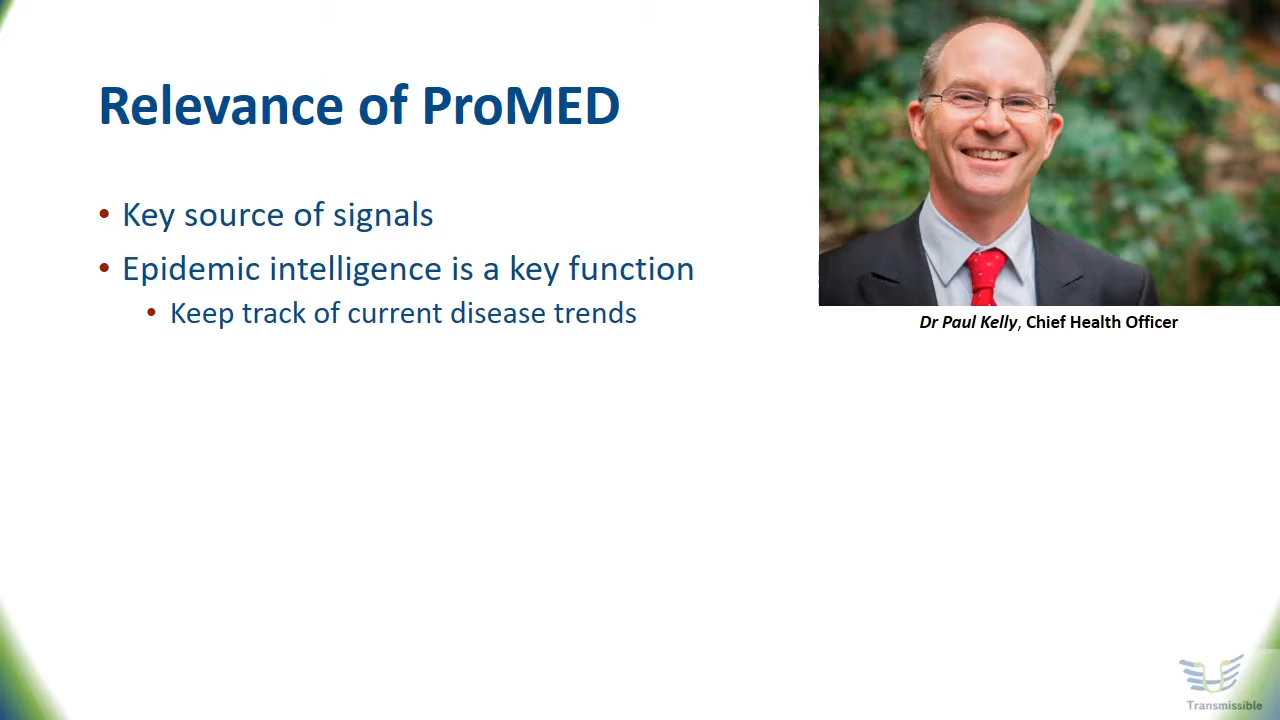 Relevance of ProMED
• Key source of signals
• Epidemic intelligence is a key function
• Keep track of current disease trends
Dr Paul Kelly, Chief Health Officer
Transmissible